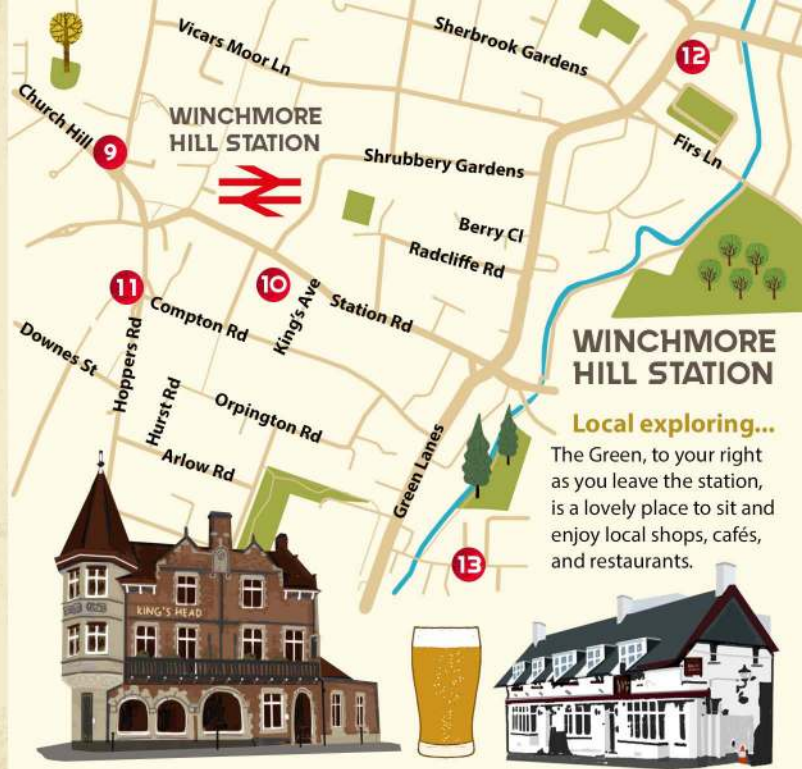 Vicars Moor Ln
Sherbrook Gardens
12
Church Hill
9
WINCHMORE
HILL STATION
Shrubbery Gardens
Firs Ln
Berry Cl
Radcliffe Rd
11
10
King's Ave
Station Rd
Compton Rd
Downes St
Hoppers Rd
Hurst Rd
Orpington Rd
Arlow Rd
Green Lanes
13
WINCHMORE
HILL STATION
Local exploring...
The Green, to your right
as you leave the station,
is a lovely place to sit and
enjoy local shops, cafés,
and restaurants.
KING'S HEAD